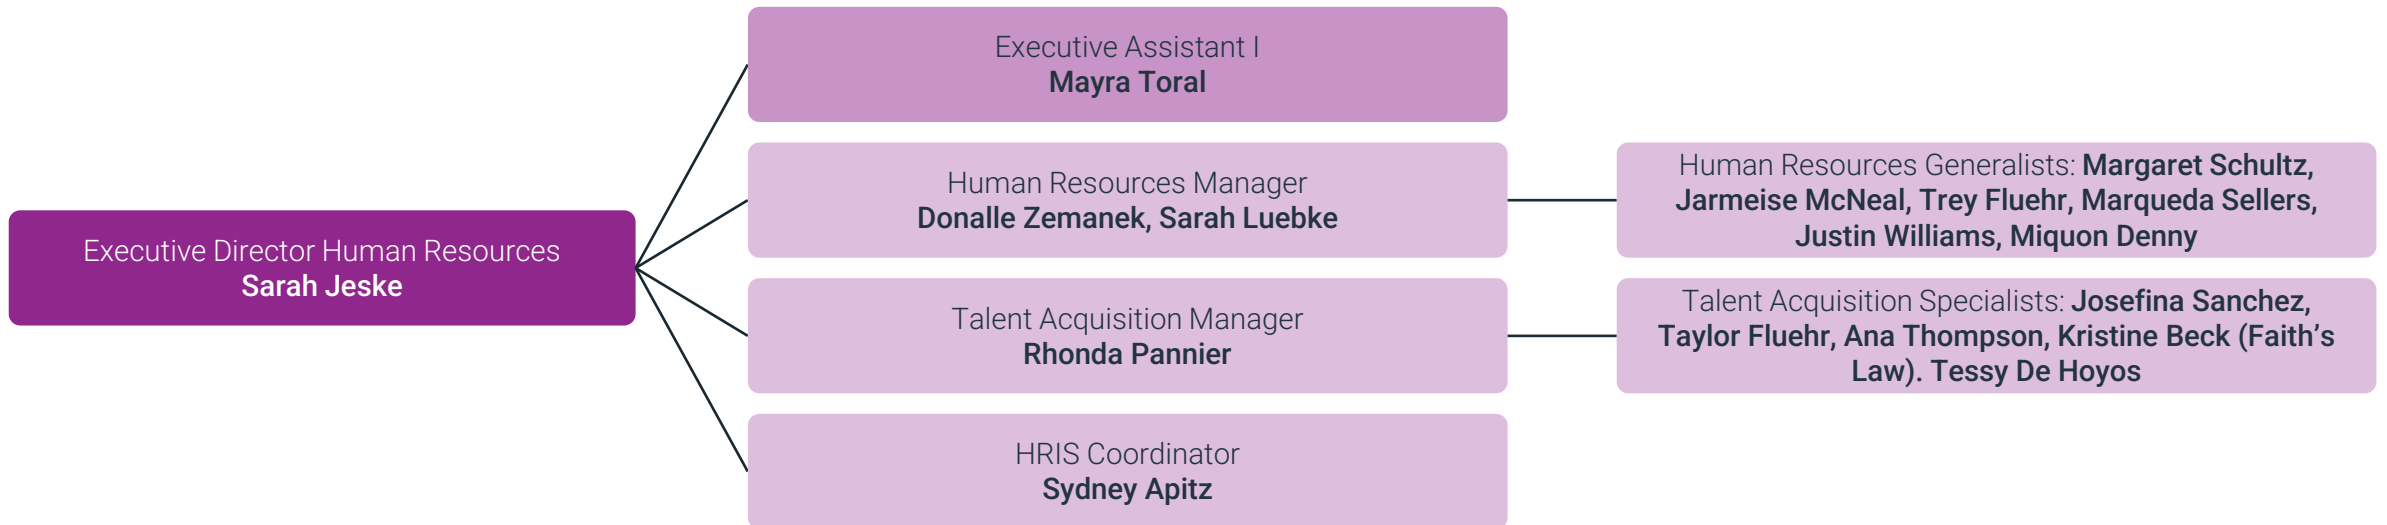 Executive Director Human Resources
Sarah Jeske
Executive Assistant I
Mayra Toral
Human Resources Manager
Donalle Zemanek, Sarah Luebke
Human Resources Generalists: Margaret Schultz,
Jarmeise McNeal, Trey Fluehr, Marqueda Sellers,
Justin Williams, Miquon Denny
Talent Acquisition Manager
Rhonda Pannier
Talent Acquisition Specialists: Josefina Sanchez,
Taylor Fluehr, Ana Thompson, Kristine Beck (Faith’s
Law). Tessy De Hoyos
HRIS Coordinator
Sydney Apitz